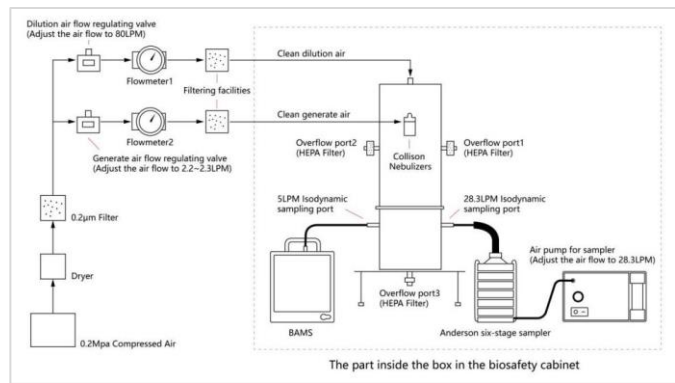 Dilution air flow regulating valve
(Adjust the air flow to 80LPM)
Clean dilution air
Flowmeter1
Filtering facilities
Clean generate air
Flowmeter2
Generate air flow regulating valve
(Adjust the air flow to 2.2~2.3LPM)
Overflow port2
(HEPA Filter)
Collison
Nebulizers
Overflow port1
(HEPA Filter)
0.2μm Filter
5LPM Isodynamic
sampling port
28.3LPM Isodynamic
sampling port
Air pump for sampler
(Adjust the air flow to 28.3LPM)
Dryer
Overflow port3
(HEPA Filter)
0.2Mpa Compressed Air
BAMS
Anderson six-stage sampler
The part inside the box in the biosafety cabinet